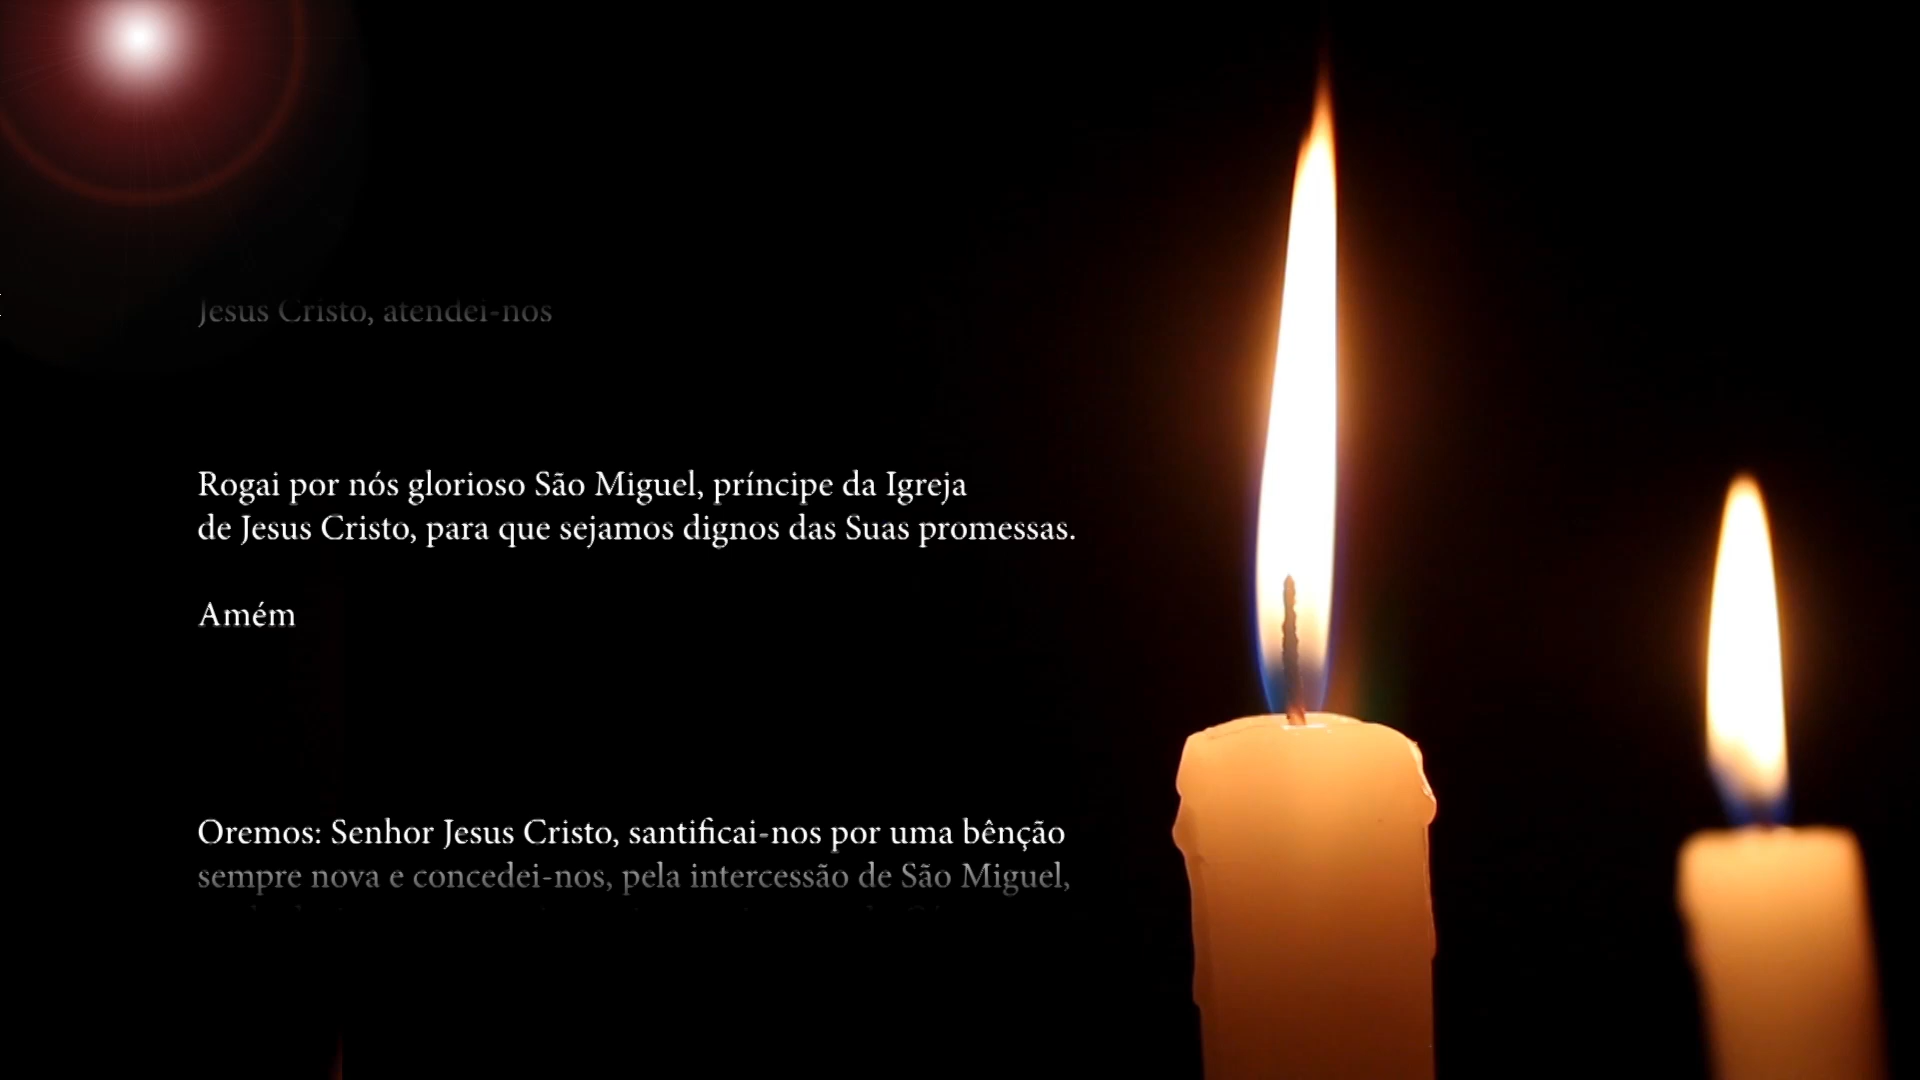 Jesus Cristo, atendei-nos
Rogai por nós glorioso São Miguel, príncipe da Igreja
de Jesus Cristo, para que sejamos dignos das Suas promessas.
Amém
Oremos: Senhor Jesus Cristo, santificai-nos por uma bênção
sempre nova e concedei-nos, pela intercessão de São Miguel,